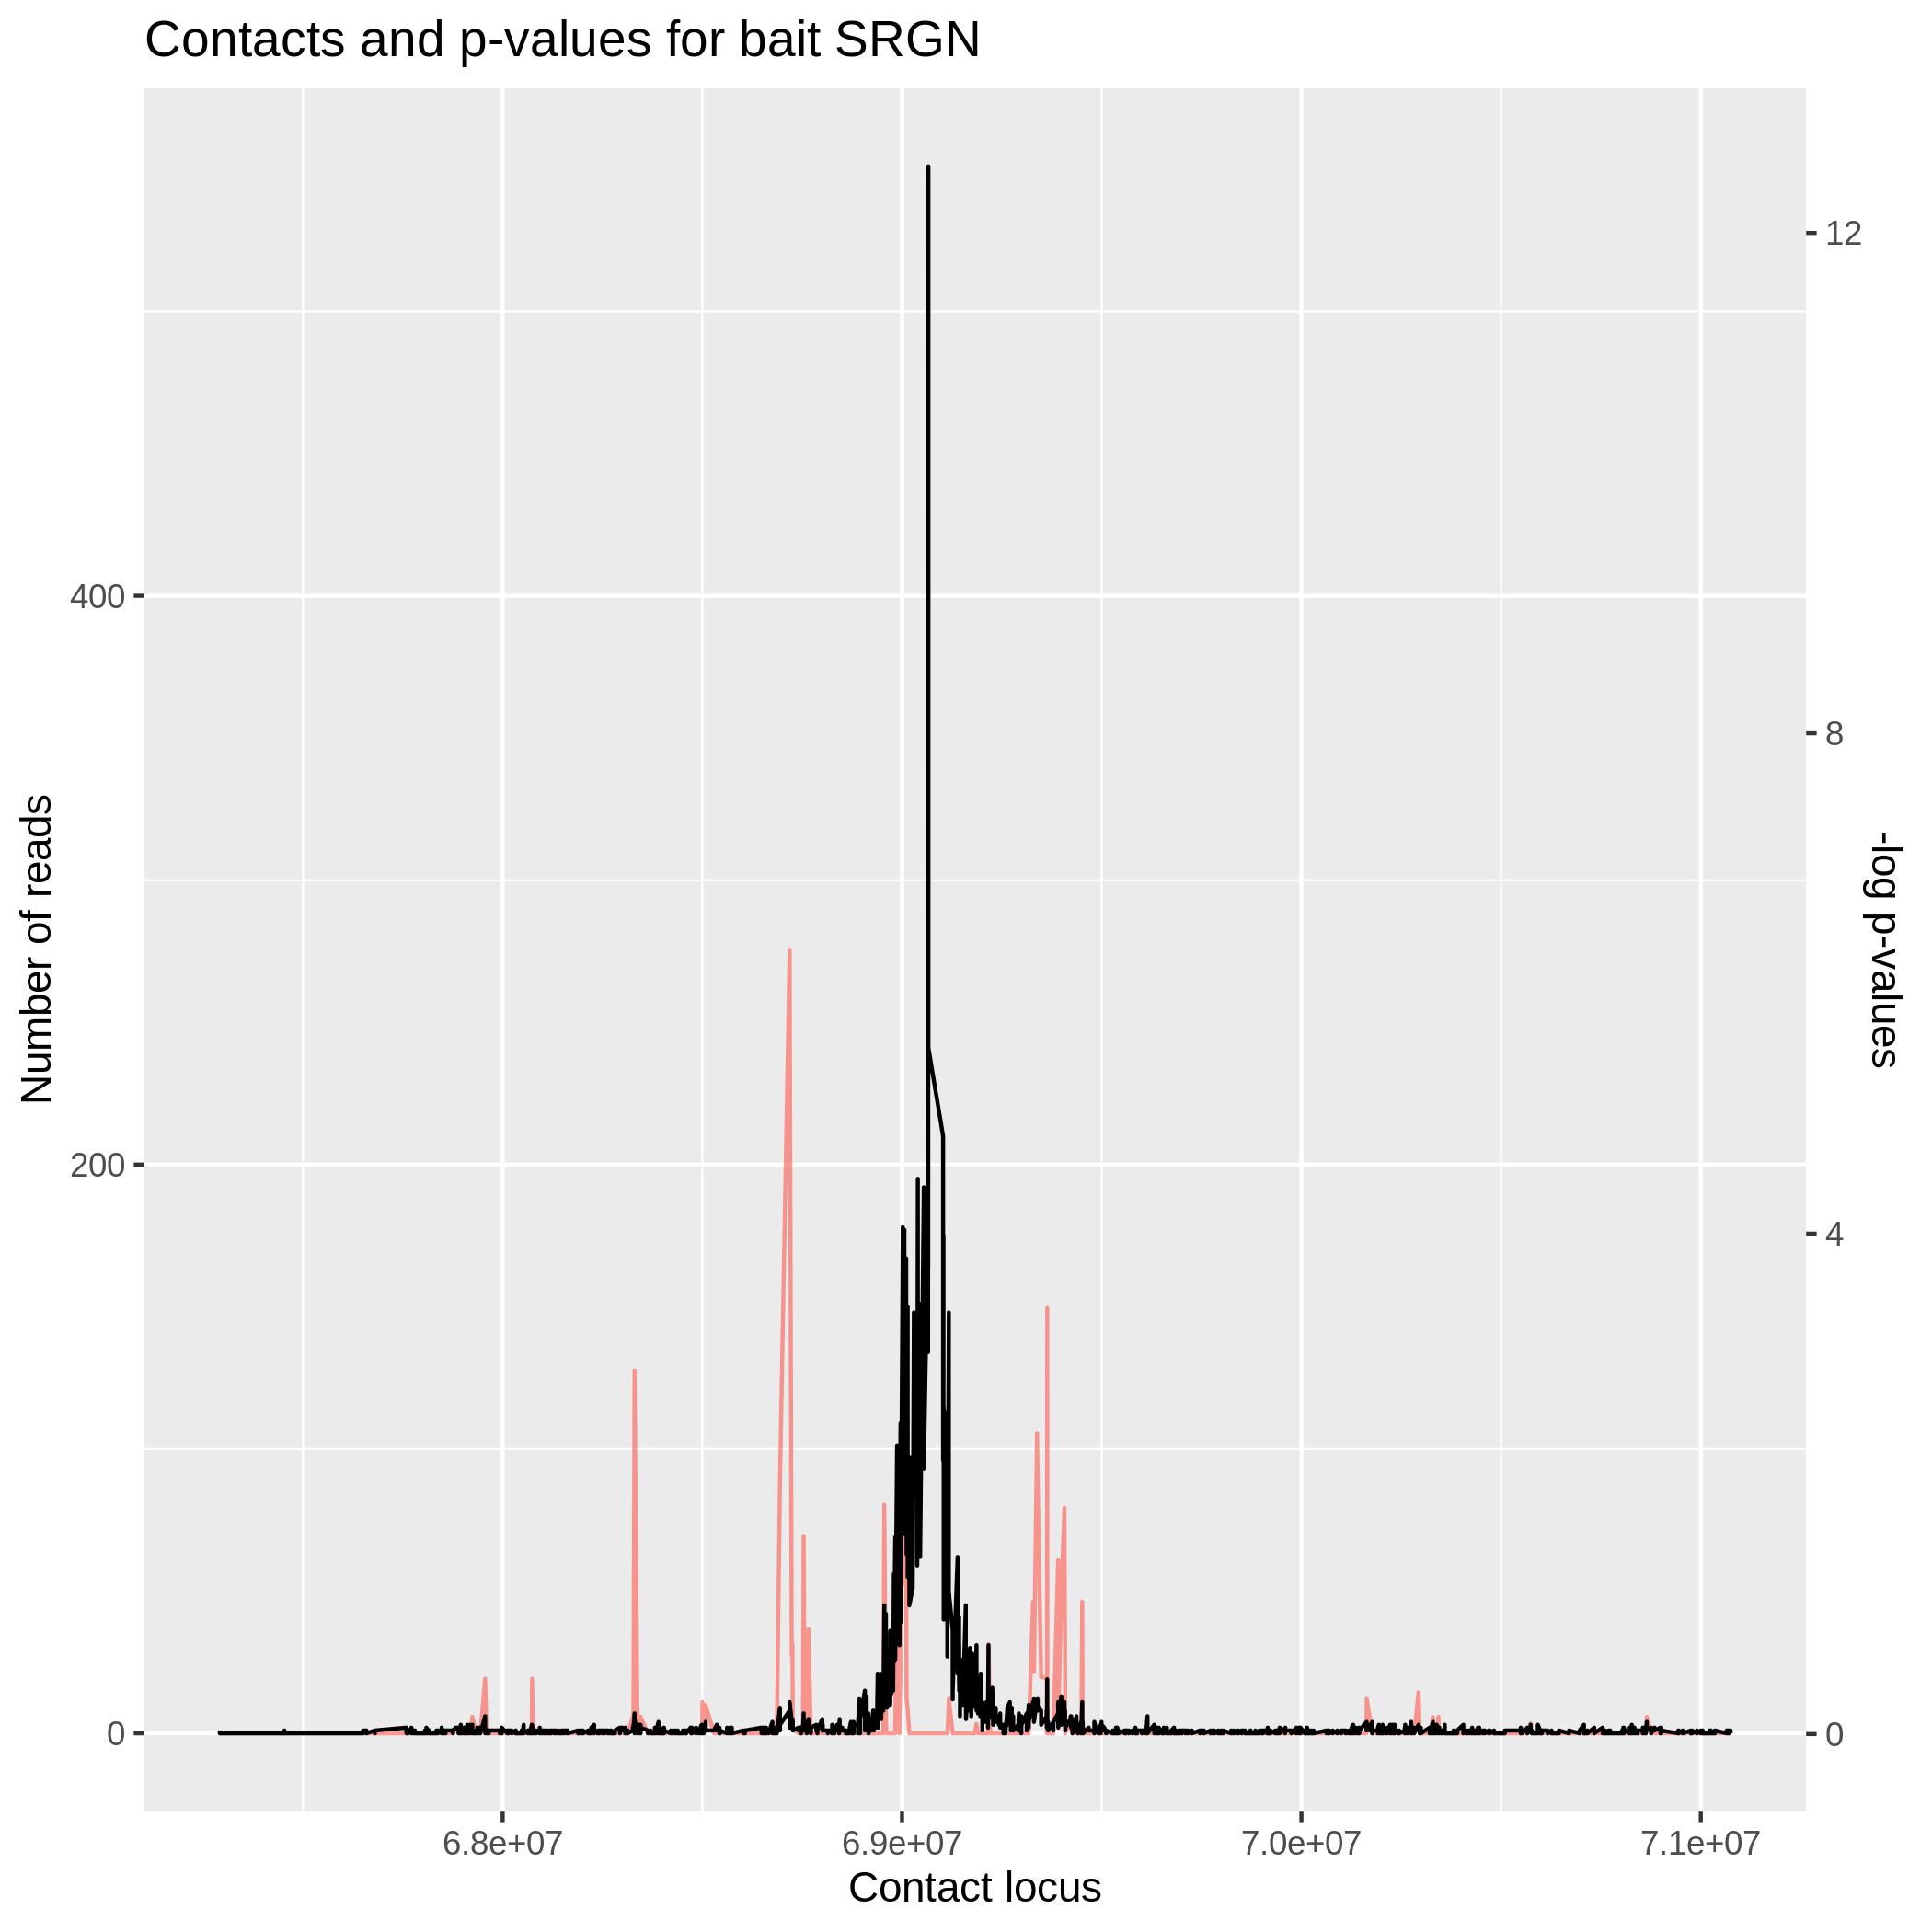 Contacts and p-values for bait SRGN
12
400
8
Number of reads
-log p-values
200
4
0
0
6.8e+07
6.9e+07
7.0e+07
7.1e+07
Contact locus